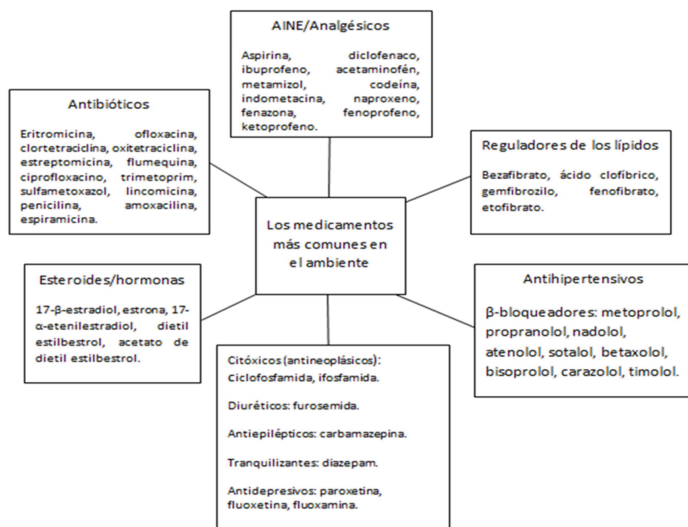 AINE/Analgésicos
Aspirina, diclofenaco,
ibuprofeno, acetaminofén,
metamizol, codeína,
indometacina, naproxeno,
fenazona, fenoprofeno,
ketoprofeno.
Antibióticos
Eritromicina, ofloxacina,
clortetraciclina, oxitetraciclina,
estreptomicina, flumequina,
ciprofloxacino, trimetoprim,
sulfametoxazol, lincomicina,
penicilina, amoxacilina,
espiramicina.
Reguladores de los lípidos
Bezafibrato, ácido clofibrico,
gemfibrozilo, fenofibrato,
etofibrato.
Los medicamentos
más comunes en
el ambiente
Esteroides/hormonas
17-β-estradiol, estrona, 17-
α-etenilestradiol, dietil
estilbestrol, acetato de
dietil estilbestrol.
Antihipertensivos
β-bloqueadores: metoprolol,
propranolol, nadolol,
atenolol, sotalol, betaxolol,
bisoprolol, carazolol, timolol.
Citóxicos (antineoplásicos):
Ciclofosfamida, ifosfamida.
Diuréticos: furosemida.
Antiepilépticos: carbamazepina.
Tranquilizantes: diazepam.
Antidepresivos: paroxetina,
fluoxetina, fluoxamina.